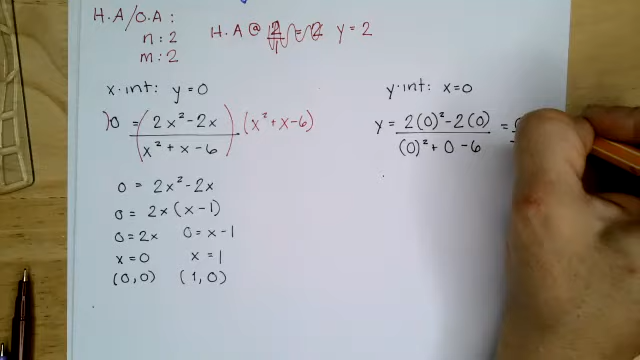 H.A/O.A:
n: 2
m: 2
H.A @ 2/1 = 2 y = 2
x-int: y=0
0 = (2x² - 2x)/(x² + x - 6) · (x² + x - 6)
0 = 2x² - 2x
0 = 2x(x - 1)
0 = 2x 0 = x - 1
x = 0 x = 1
(0,0) (1,0)
y-int: x=0
y = (2(0)² - 2(0))/((0)² + 0 - 6) =